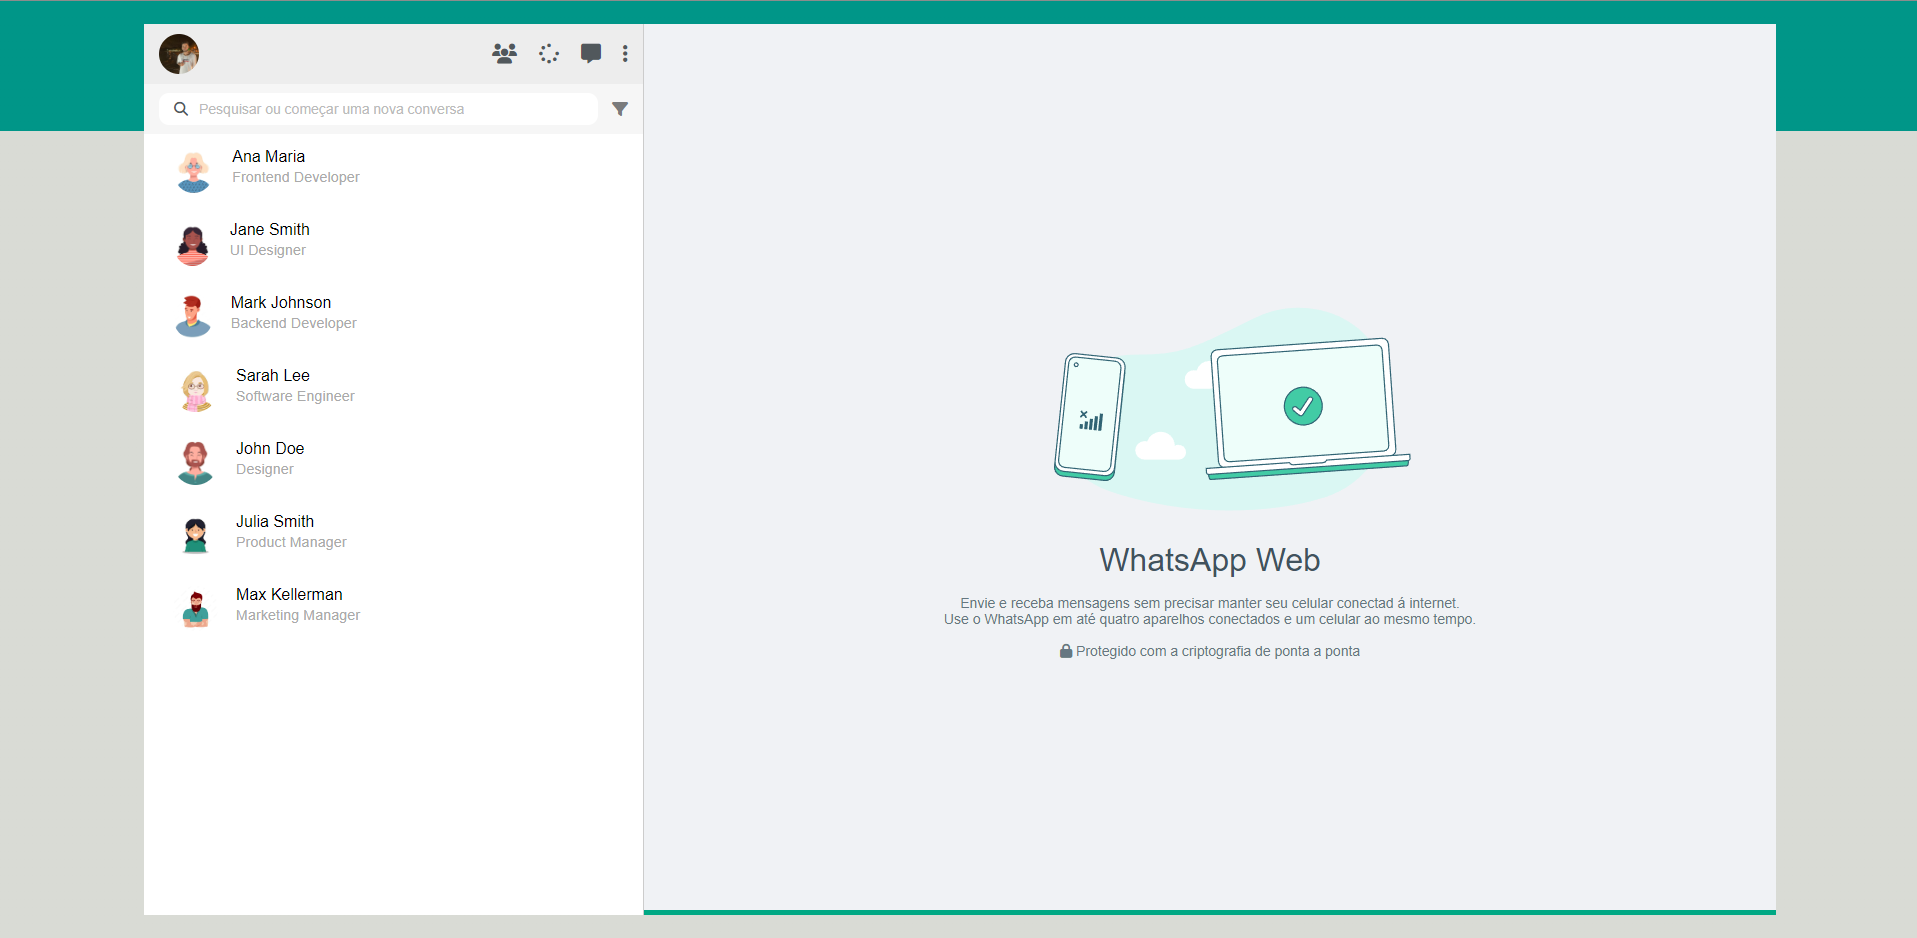 Pesquisar ou começar uma nova conversa
Ana Maria
Frontend Developer
Jane Smith
UI Designer
Mark Johnson
Backend Developer
Sarah Lee
Software Engineer
John Doe
Designer
Julia Smith
Product Manager
Max Kellerman
Marketing Manager
WhatsApp Web
Envie e receba mensagens sem precisar manter seu celular conectad á internet.
Use o WhatsApp em até quatro aparelhos conectados e um celular ao mesmo tempo.
Protegido com a criptografia de ponta a ponta